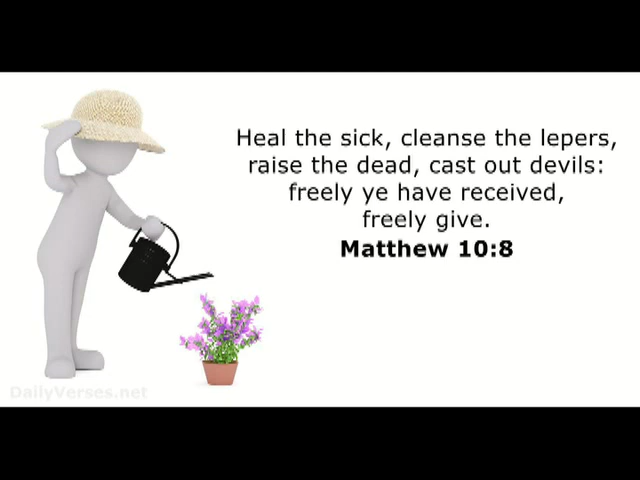 Heal the sick, cleanse the lepers,
raise the dead, cast out devils:
freely ye have received,
freely give.
Matthew 10:8
DailyVerses.net